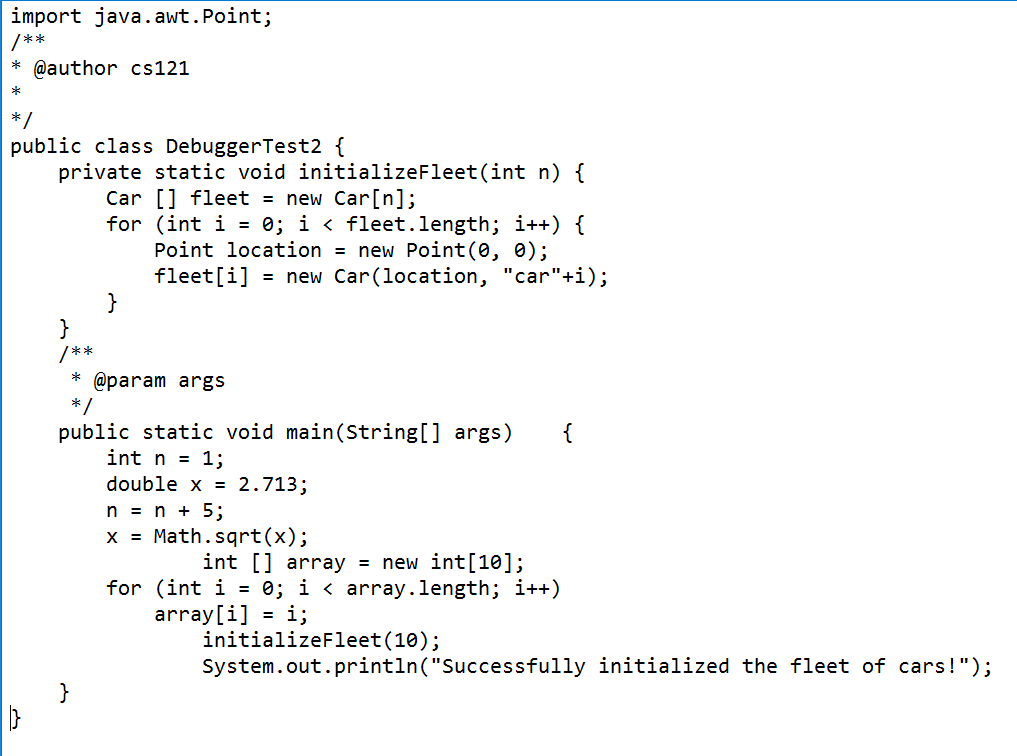 import java.awt.Point;
/**
* @author cs121
*
*/
public class DebuggerTest2 {
    private static void initializeFleet(int n) {
        Car [] fleet = new Car[n];
        for (int i = 0; i < fleet.length; i++) {
            Point location = new Point(0, 0);
            fleet[i] = new Car(location, "car"+i);
        }
    }
    /**
     * @param args
     */
    public static void main(String[] args)    {
        int n = 1;
        double x = 2.713;
        n = n + 5;
        x = Math.sqrt(x);
                int [] array = new int[10];
        for (int i = 0; i < array.length; i++)
            array[i] = i;
                initializeFleet(10);
                System.out.println("Successfully initialized the fleet of cars!");
    }
}